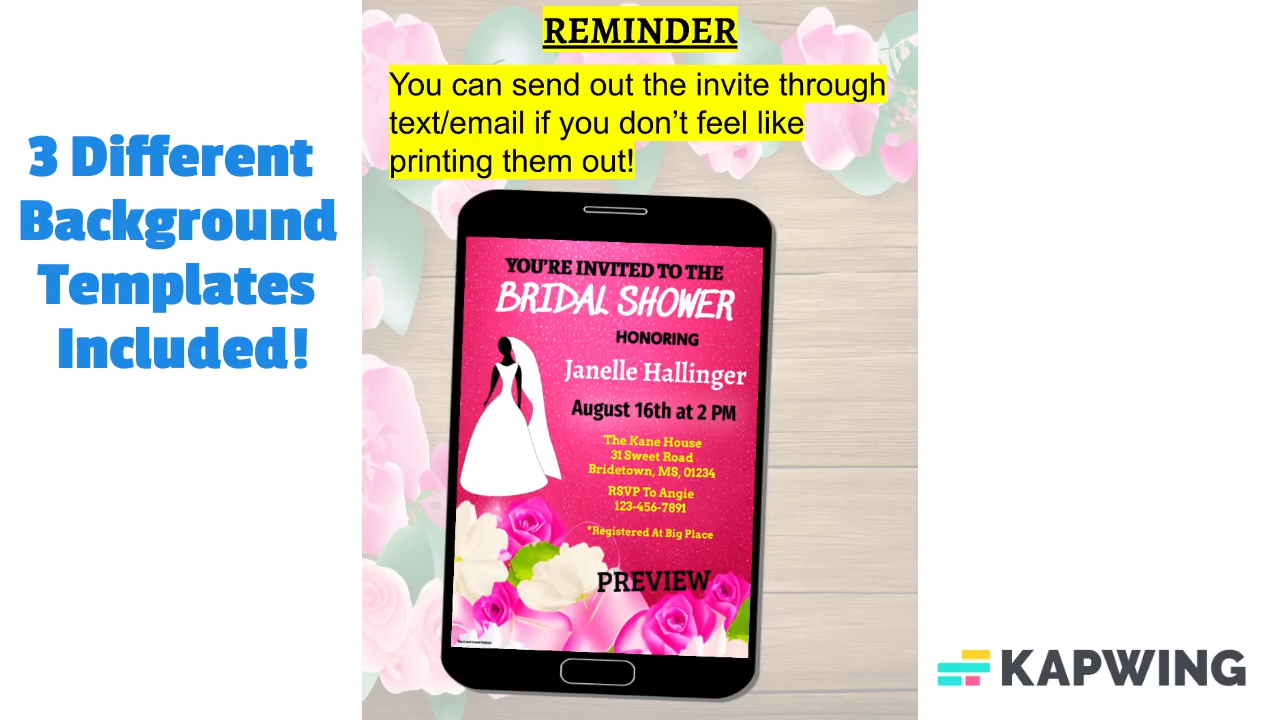 REMINDER
You can send out the invite through
text/email if you don’t feel like
printing them out!
3 Different
Background
Templates
Included!
YOU'RE INVITED TO THE
BRIDAL SHOWER
HONORING
Janelle Hallinger
August 16th at 2 PM
The Kane House
31 Sweet Road
Bridetown, MS, 01234
RSVP To Angie
123-456-7891
*Registered At Big Place
PREVIEW
KAPWING